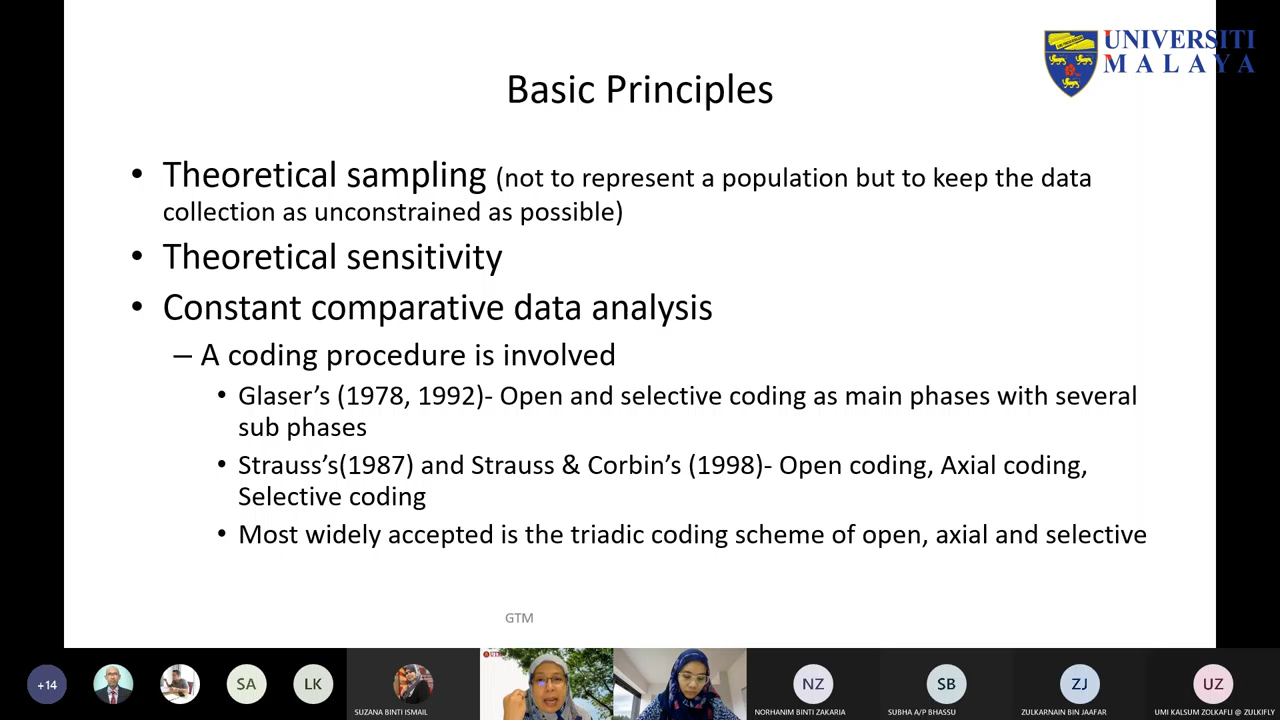 UNIVERSITI
MALAYA
Basic Principles
• Theoretical sampling (not to represent a population but to keep the data
collection as unconstrained as possible)
• Theoretical sensitivity
• Constant comparative data analysis
– A coding procedure is involved
• Glaser’s (1978, 1992)- Open and selective coding as main phases with several
sub phases
• Strauss’s(1987) and Strauss & Corbin’s (1998)- Open coding, Axial coding,
Selective coding
• Most widely accepted is the triadic coding scheme of open, axial and selective
GTM
+14
SA
LK
SUZANA BINTI ISMAIL
NZ
NORHANIM BINTI ZAKARIA
SB
SUBHA A/P BHASSU
ZJ
ZULKARNAIN BIN JAAFAR
UZ
UMI KALSUM ZOLKAFLI @ ZULKIFLY